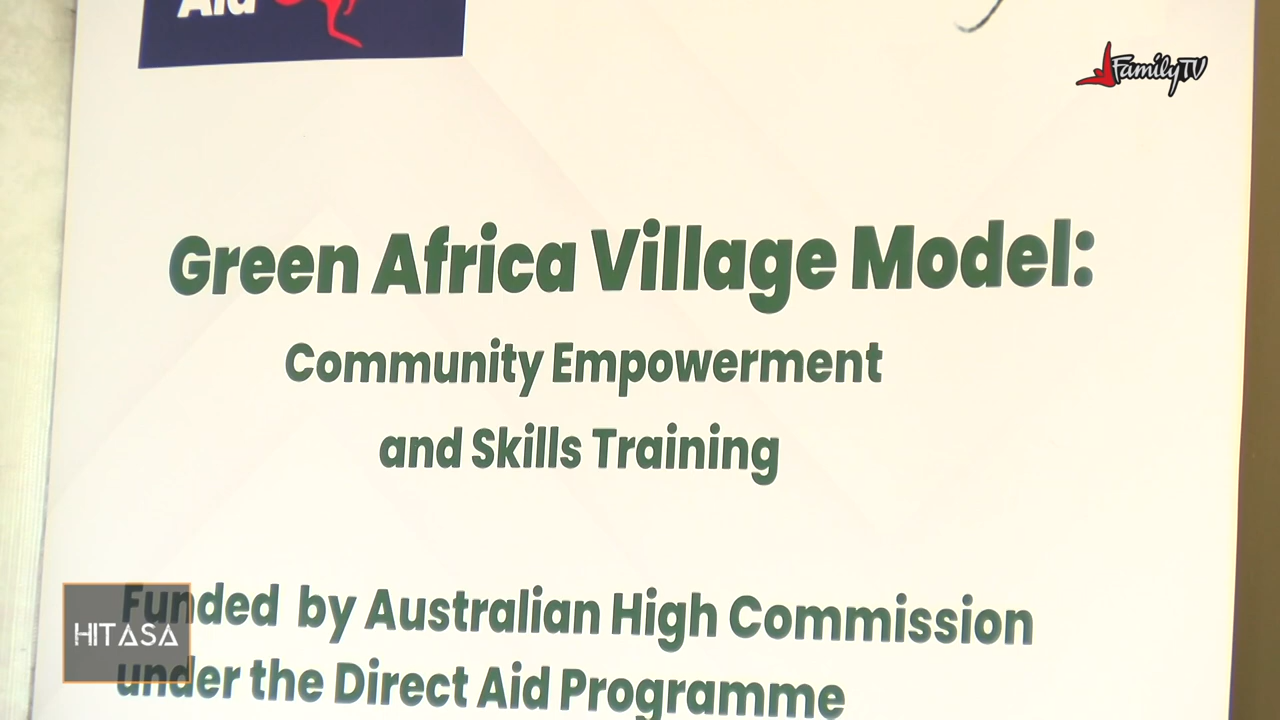 Aid
FamilyTV
Green Africa Village Model:
Community Empowerment
and Skills Training
Funded by Australian High Commission
under the Direct Aid Programme
HITASA